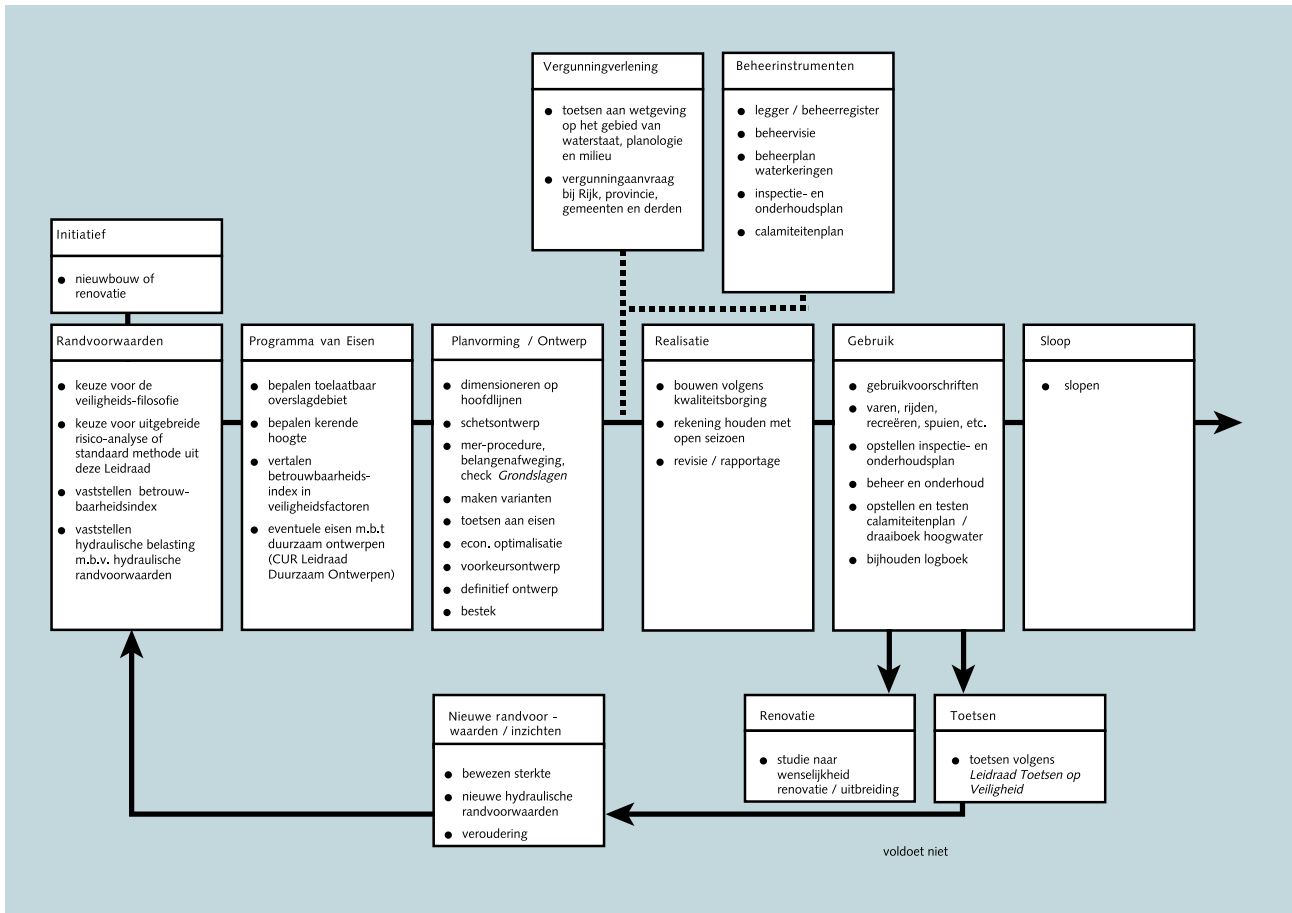 Vergunningverlening
● toetsen aan wetgeving
op het gebied van
waterstaat, planologie
en milieu
● vergunningaanvraag
bij Rijk, provincie,
gemeenten en derden
Beheerinstrumenten
● legger / beheerregister
● beheervisie
● beheerplan
waterkeringen
● inspectie- en
onderhoudsplan
● calamiteitenplan
Initiatief
● nieuwbouw of
renovatie
Randvoorwaarden
● keuze voor de
veiligheids-filosofie
● keuze voor uitgebreide
risico-analyse of
standaard methode uit
deze Leidraad
● vaststellen betrouw-
baarheidsindex
● vaststellen
hydraulische belasting
m.b.v. hydraulische
randvoorwaarden
Programma van Eisen
● bepalen toelaatbaar
overslagdebiet
● bepalen kerende
hoogte
● vertalen
betrouwbaarheids-
index in
veiligheidsfactoren
● eventuele eisen m.b.t
duurzaam ontwerpen
(CUR Leidraad
Duurzaam Ontwerpen)
Planvorming / Ontwerp
● dimensioneren op
hoofdlijnen
● schetsontwerp
● mer-procedure,
belangenafweging,
check Grondslagen
● maken varianten
● toetsen aan eisen
● econ. optimalisatie
● voorkeursontwerp
● definitief ontwerp
● bestek
Realisatie
● bouwen volgens
kwaliteitsborging
● rekening houden met
open seizoen
● revisie / rapportage
Gebruik
● gebruikvoorschriften
● varen, rijden,
recreëren, spuien, etc.
● opstellen inspectie- en
onderhoudsplan
● beheer en onderhoud
● opstellen en testen
calamiteitenplan /
draaiboek hoogwater
● bijhouden logboek
Sloop
● slopen
Nieuwe randvoor -
waarden / inzichten
● bewezen sterkte
● nieuwe hydraulische
randvoorwaarden
● veroudering
Renovatie
● studie naar
wenselijkheid
renovatie / uitbreiding
Toetsen
● toetsen volgens
Leidraad Toetsen op
Veiligheid
voldoet niet